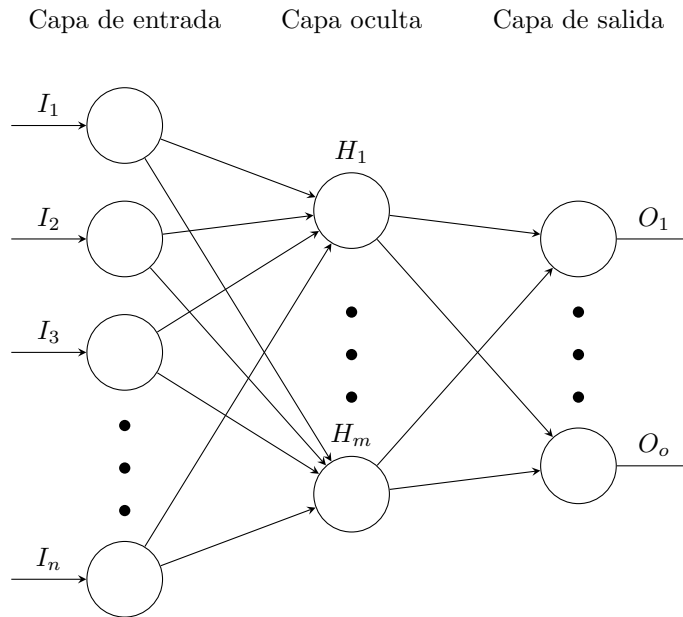 Capa de entrada
Capa oculta
Capa de salida
I₁
I₂
I₃
Iₙ
H₁
Hₘ
O₁
Oₒ